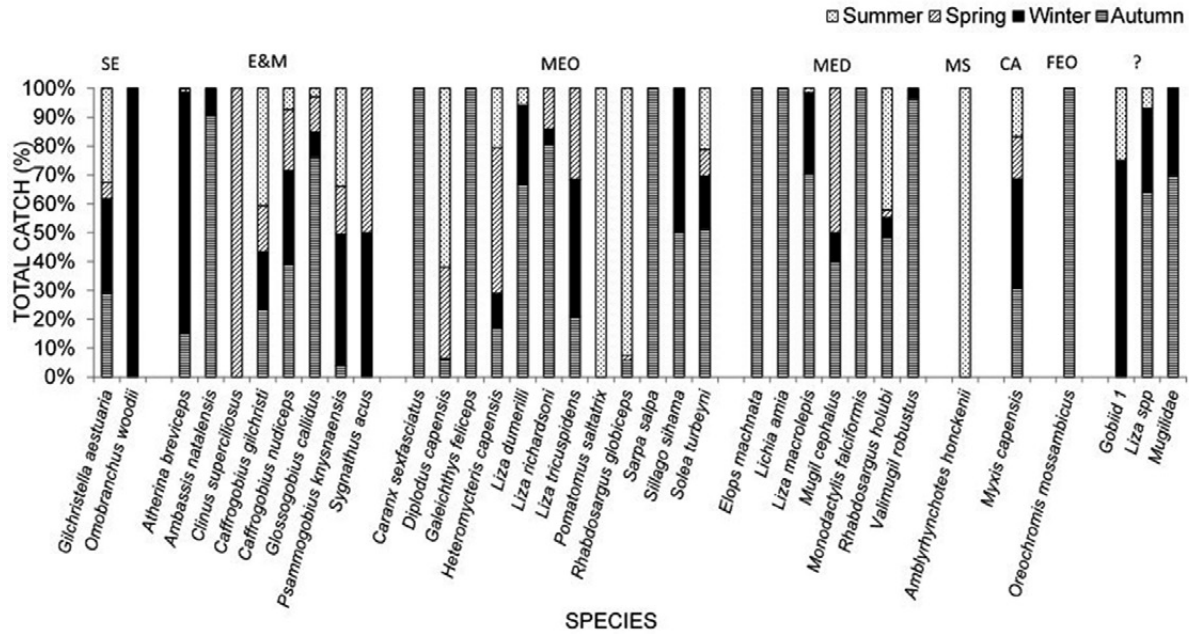 Summer Spring Winter Autumn
SE E&M MEO MED MS CA FEO ?
TOTAL CATCH (%)
100%
90%
80%
70%
60%
50%
40%
30%
20%
10%
0%
Gilchristella aestuaria
Omobranchus woodii
Atherina breviceps
Ambassis natalensis
Clinus superciliosus
Caffrogobius gilchristi
Caffrogobius nudiceps
Glossogobius callidus
Psammogobius knysnaensis
Sygnathus acus
Caranx sexfasciatus
Diplodus capensis
Galeichthys feliceps
Heteromycteris capensis
Liza dumerilli
Liza richardsoni
Liza tricuspidens
Pomatomus saltatrix
Rhabdosargus globiceps
Sarpa salpa
Sillago sihama
Solea turbeyni
Elops machnata
Lichia amia
Liza macrolepis
Mugil cephalus
Monodactylis falciformis
Rhabdosargus holubi
Valimugil robustus
Amblyrhynchotes honckenii
Myxis capensis
Oreochromis mossambicus
Gobiid 1
Liza spp
Mugilidae
SPECIES